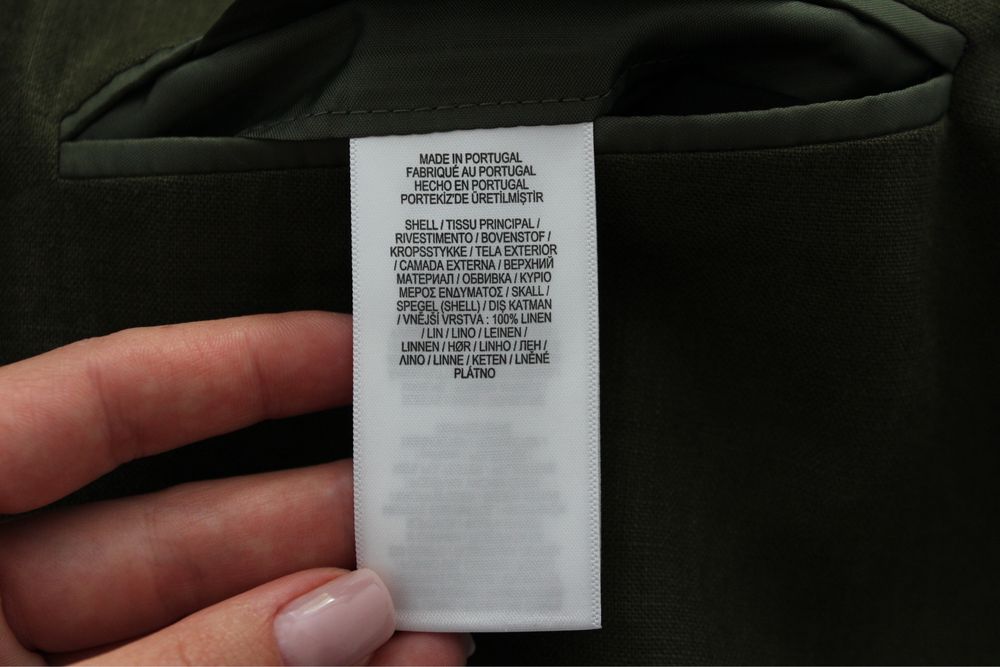 MADE IN PORTUGAL
FABRIQUÉ AU PORTUGAL
HECHO EN PORTUGAL
PORTEKİZ'DE ÜRETİLMİŞTİR
SHELL / TISSU PRINCIPAL /
RIVESTIMENTO / BOVENSTOF /
KROPSSTYKKE / TELA EXTERIOR
/ CAMADA EXTERNA / ВЕРХНИЙ
МАТЕРИАЛ / ОБВИВКА / ΚΥΡΙΟ
ΜΕΡΟΣ ΕΝΔΥΜΑΤΟΣ / SKALL /
SPEGEL (SHELL) / DIŞ KATMAN
/ VNĚJŠÍ VRSTVA : 100% LINEN
/ LIN / LINO / LEINEN /
LINNEN / HØR / LINHO / ЛЕН /
ΛΙΝΟ / LINNE / KETEN / LNĚNÉ
PLÁTNO